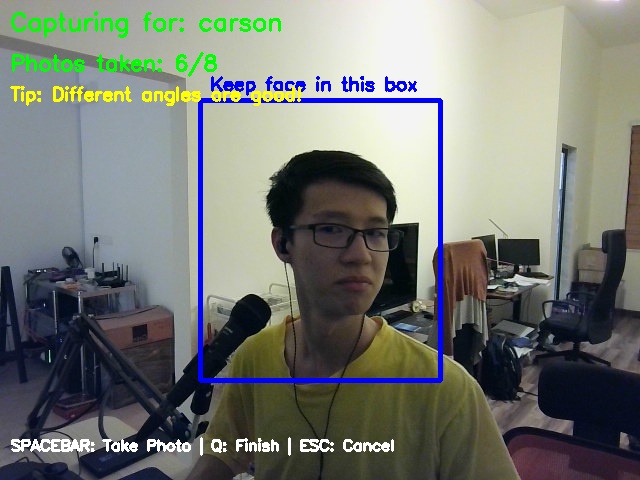 Capturing for: carson
Photos taken: 6/8
Keep face in this box
Tip: Different angles are good!
SPACEBAR: Take Photo | Q: Finish | ESC: Cancel